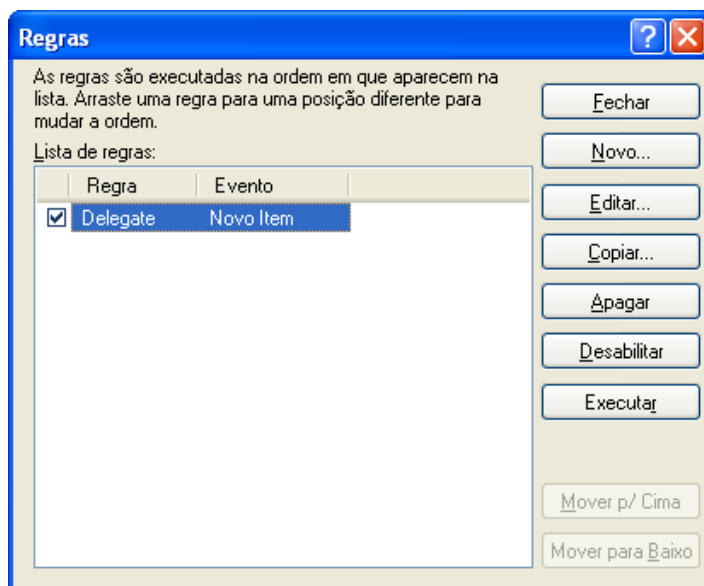 Regras
As regras são executadas na ordem em que aparecem na
lista. Arraste uma regra para uma posição diferente para
mudar a ordem.
Lista de regras:
Regra Evento
Delegate Novo Item
Fechar
Novo...
Editar...
Copiar...
Apagar
Desabilitar
Executar
Mover p/ Cima
Mover para Baixo